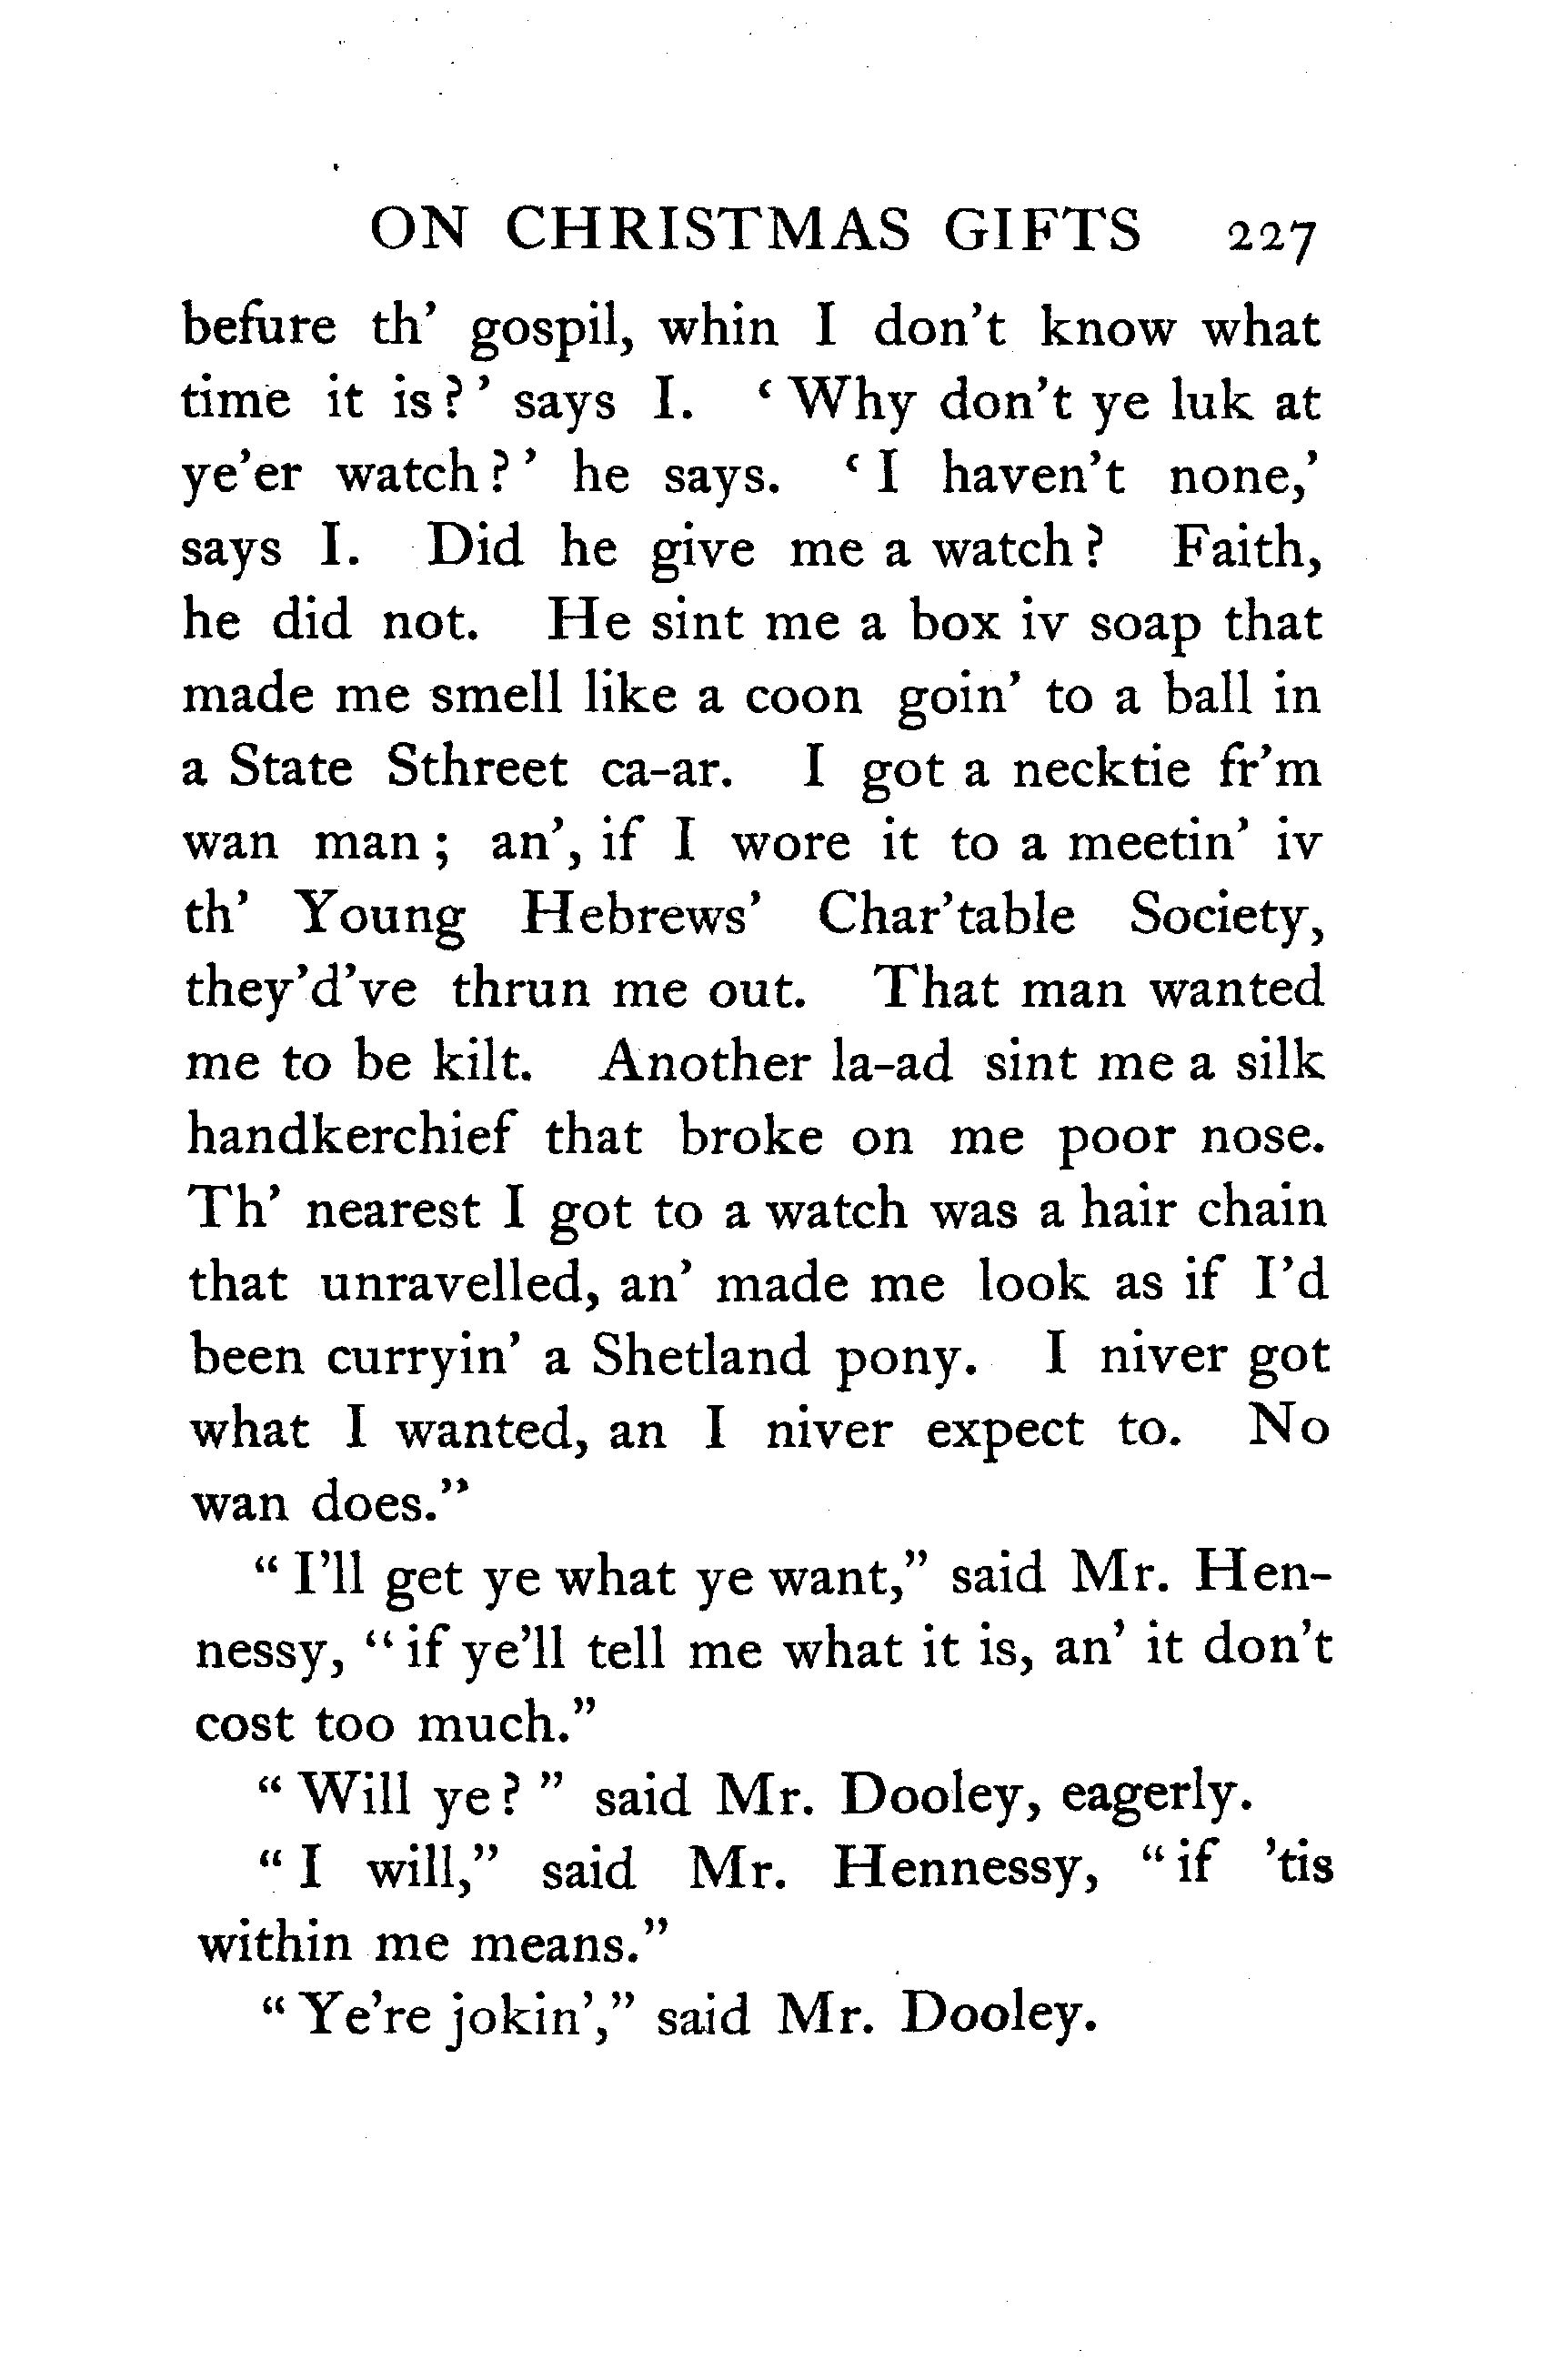 ON CHRISTMAS GIFTS 227
befure th' gospil, whin I don't know what
time it is?' says I. 'Why don't ye luk at
ye'er watch?' he says. 'I haven't none,'
says I. Did he give me a watch? Faith,
he did not. He sint me a box iv soap that
made me smell like a coon goin' to a ball in
a State Sthreet ca-ar. I got a necktie fr'm
wan man; an', if I wore it to a meetin' iv
th' Young Hebrews' Char'table Society,
they'd've thrun me out. That man wanted
me to be kilt. Another la-ad sint me a silk
handkerchief that broke on me poor nose.
Th' nearest I got to a watch was a hair chain
that unravelled, an' made me look as if I'd
been curryin' a Shetland pony. I niver got
what I wanted, an I niver expect to. No
wan does."
"I'll get ye what ye want," said Mr. Hen-
nessy, "if ye'll tell me what it is, an' it don't
cost too much."
"Will ye?" said Mr. Dooley, eagerly.
"I will," said Mr. Hennessy, "if 'tis
within me means."
"Ye're jokin'," said Mr. Dooley.